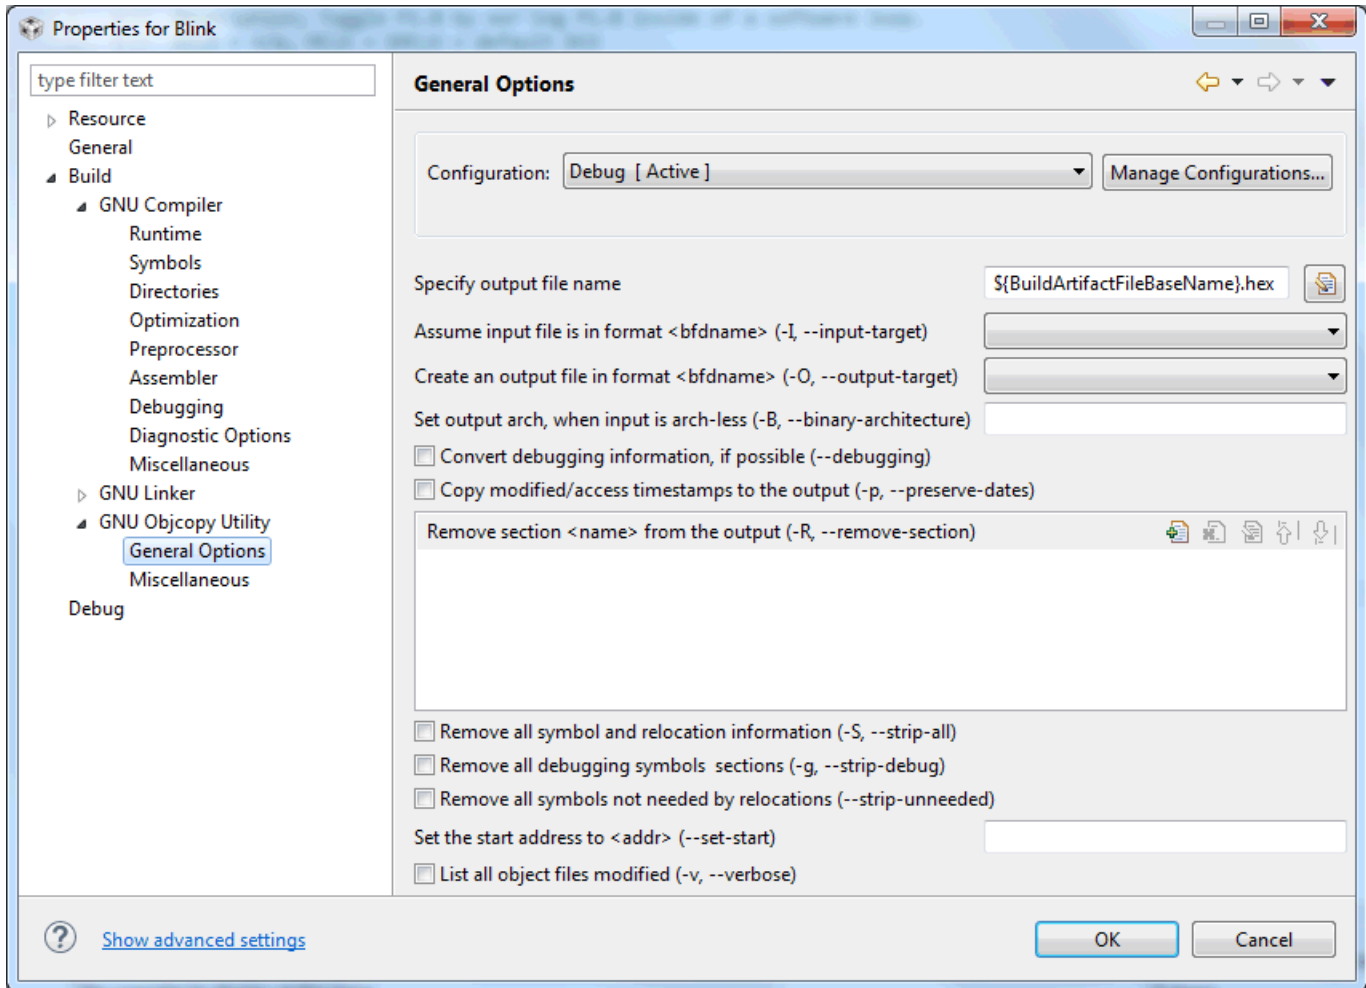 Properties for Blink
type filter text
Resource
General
Build
GNU Compiler
Runtime
Symbols
Directories
Optimization
Preprocessor
Assembler
Debugging
Diagnostic Options
Miscellaneous
GNU Linker
GNU Objcopy Utility
General Options
Miscellaneous
Debug
General Options
Configuration: Debug [ Active ] Manage Configurations...
Specify output file name ${BuildArtifactFileBaseName}.hex
Assume input file is in format <bfdname> (-I, --input-target)
Create an output file in format <bfdname> (-O, --output-target)
Set output arch, when input is arch-less (-B, --binary-architecture)
Convert debugging information, if possible (--debugging)
Copy modified/access timestamps to the output (-p, --preserve-dates)
Remove section <name> from the output (-R, --remove-section)
Remove all symbol and relocation information (-S, --strip-all)
Remove all debugging symbols  sections (-g, --strip-debug)
Remove all symbols not needed by relocations (--strip-unneeded)
Set the start address to <addr> (--set-start)
List all object files modified (-v, --verbose)
Show advanced settings
OK Cancel